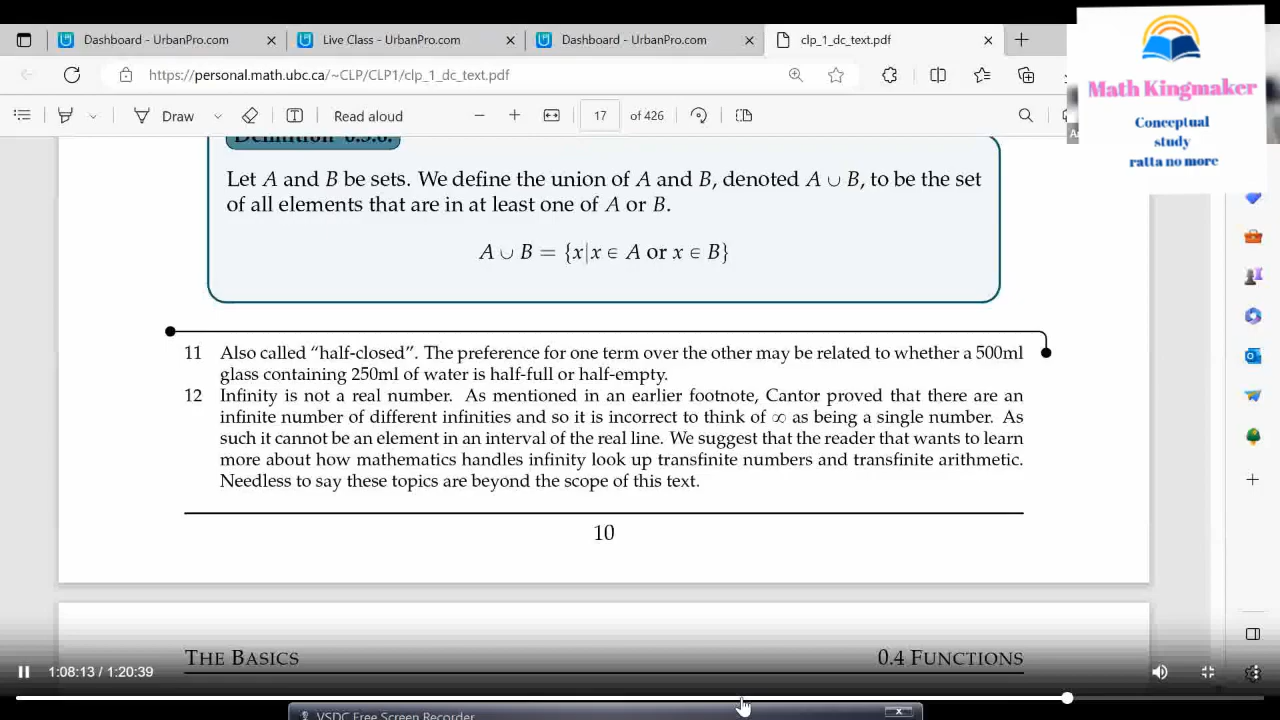 Dashboard - UrbanPro.com
Live Class - UrbanPro.com
Dashboard - UrbanPro.com
clp_1_dc_text.pdf
https://personal.math.ubc.ca/~CLP/CLP1/clp_1_dc_text.pdf
Draw
Read aloud
17 of 426
Math Kingmaker
Conceptual
study
ratta no more
Let A and B be sets. We define the union of A and B, denoted A ∪ B, to be the set
of all elements that are in at least one of A or B.
A ∪ B = {x|x ∈ A or x ∈ B}
11 Also called “half-closed”. The preference for one term over the other may be related to whether a 500ml
glass containing 250ml of water is half-full or half-empty.
12 Infinity is not a real number. As mentioned in an earlier footnote, Cantor proved that there are an
infinite number of different infinities and so it is incorrect to think of ∞ as being a single number. As
such it cannot be an element in an interval of the real line. We suggest that the reader that wants to learn
more about how mathematics handles infinity look up transfinite numbers and transfinite arithmetic.
Needless to say these topics are beyond the scope of this text.
10
THE BASICS
0.4 FUNCTIONS
1:08:13 / 1:20:39
VSDC Free Screen Recorder